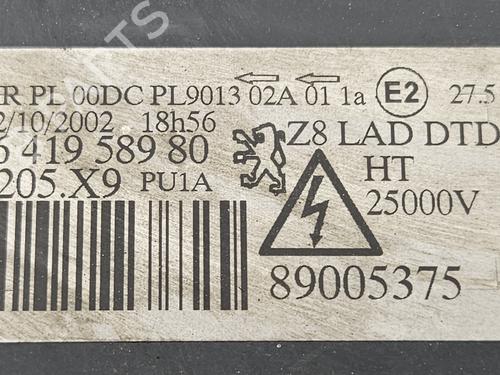 R PL 00DC PL9013 02A 01 1a E2 27.5
2/10/2002 18h56
6 419 589 80 Z8 LAD DTD
205.X9 PU1A HT
25000V
89005375